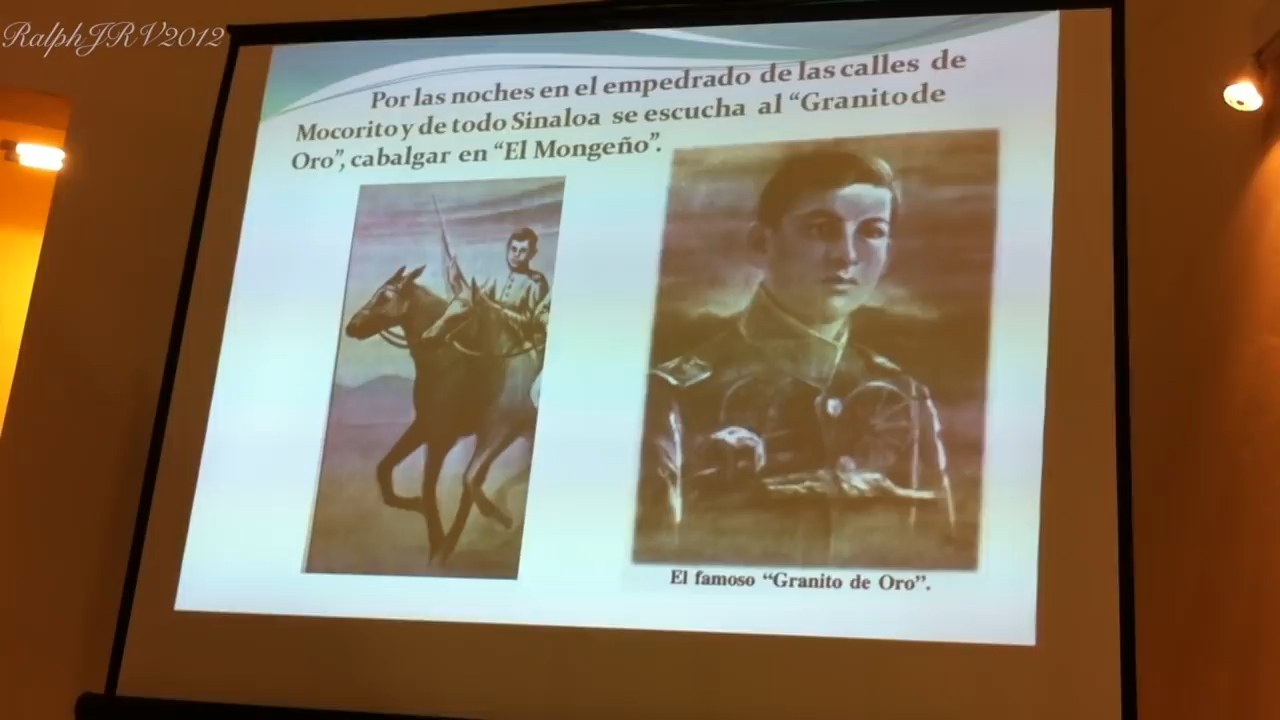 RalphJRV2012
Por las noches en el empedrado de las calles de
Mocorito y de todo Sinaloa se escucha al “Granito de
Oro”, cabalgar en “El Mongeño”.
El famoso “Granito de Oro”.